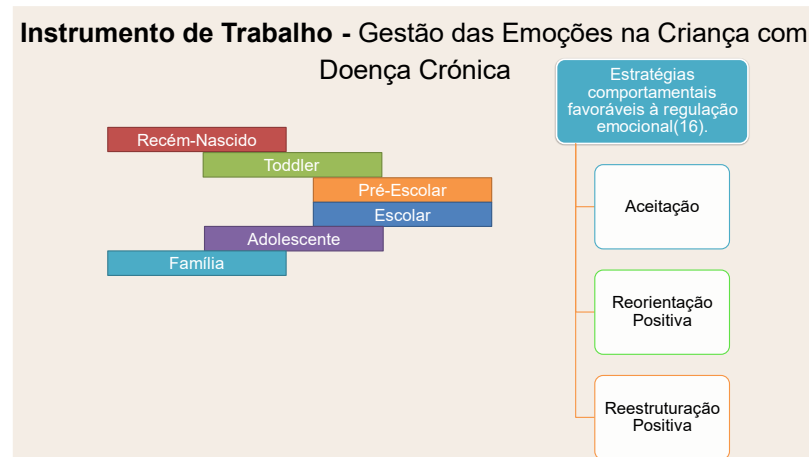 Instrumento de Trabalho - Gestão das Emoções na Criança com
Doença Crónica
Recém-Nascido
Toddler
Pré-Escolar
Escolar
Adolescente
Família
Estratégias
comportamentais
favoráveis à regulação
emocional(16).
Aceitação
Reorientação
Positiva
Reestruturação
Positiva